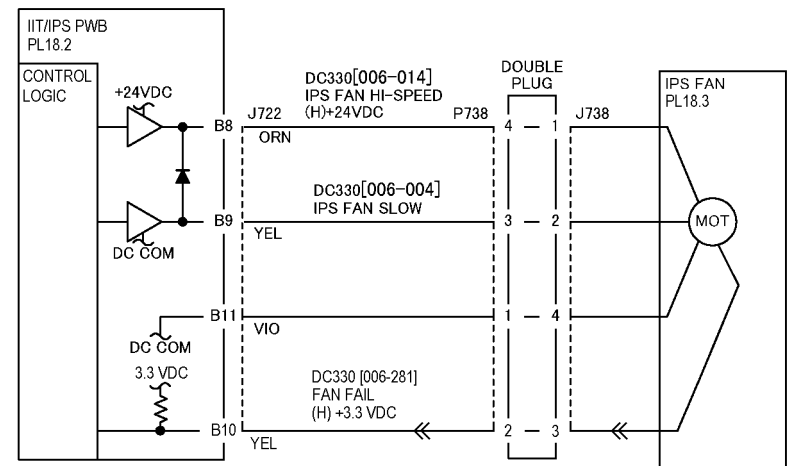 IIT/IPS PWB
PL18.2
CONTROL
LOGIC
+24VDC
DC330[006-014]
IPS FAN HI-SPEED
(H)+24VDC
DOUBLE
PLUG
IPS FAN
PL18.3
B8
J722
ORN
P738
4 — 1
J738
DC330[006-004]
IPS FAN SLOW
B9
YEL
3 — 2
MOT
DC COM
B11
VIO
1 — 4
DC COM
3.3 VDC
DC330 [006-281]
FAN FAIL
(H) +3.3 VDC
B10
YEL
2 — 3